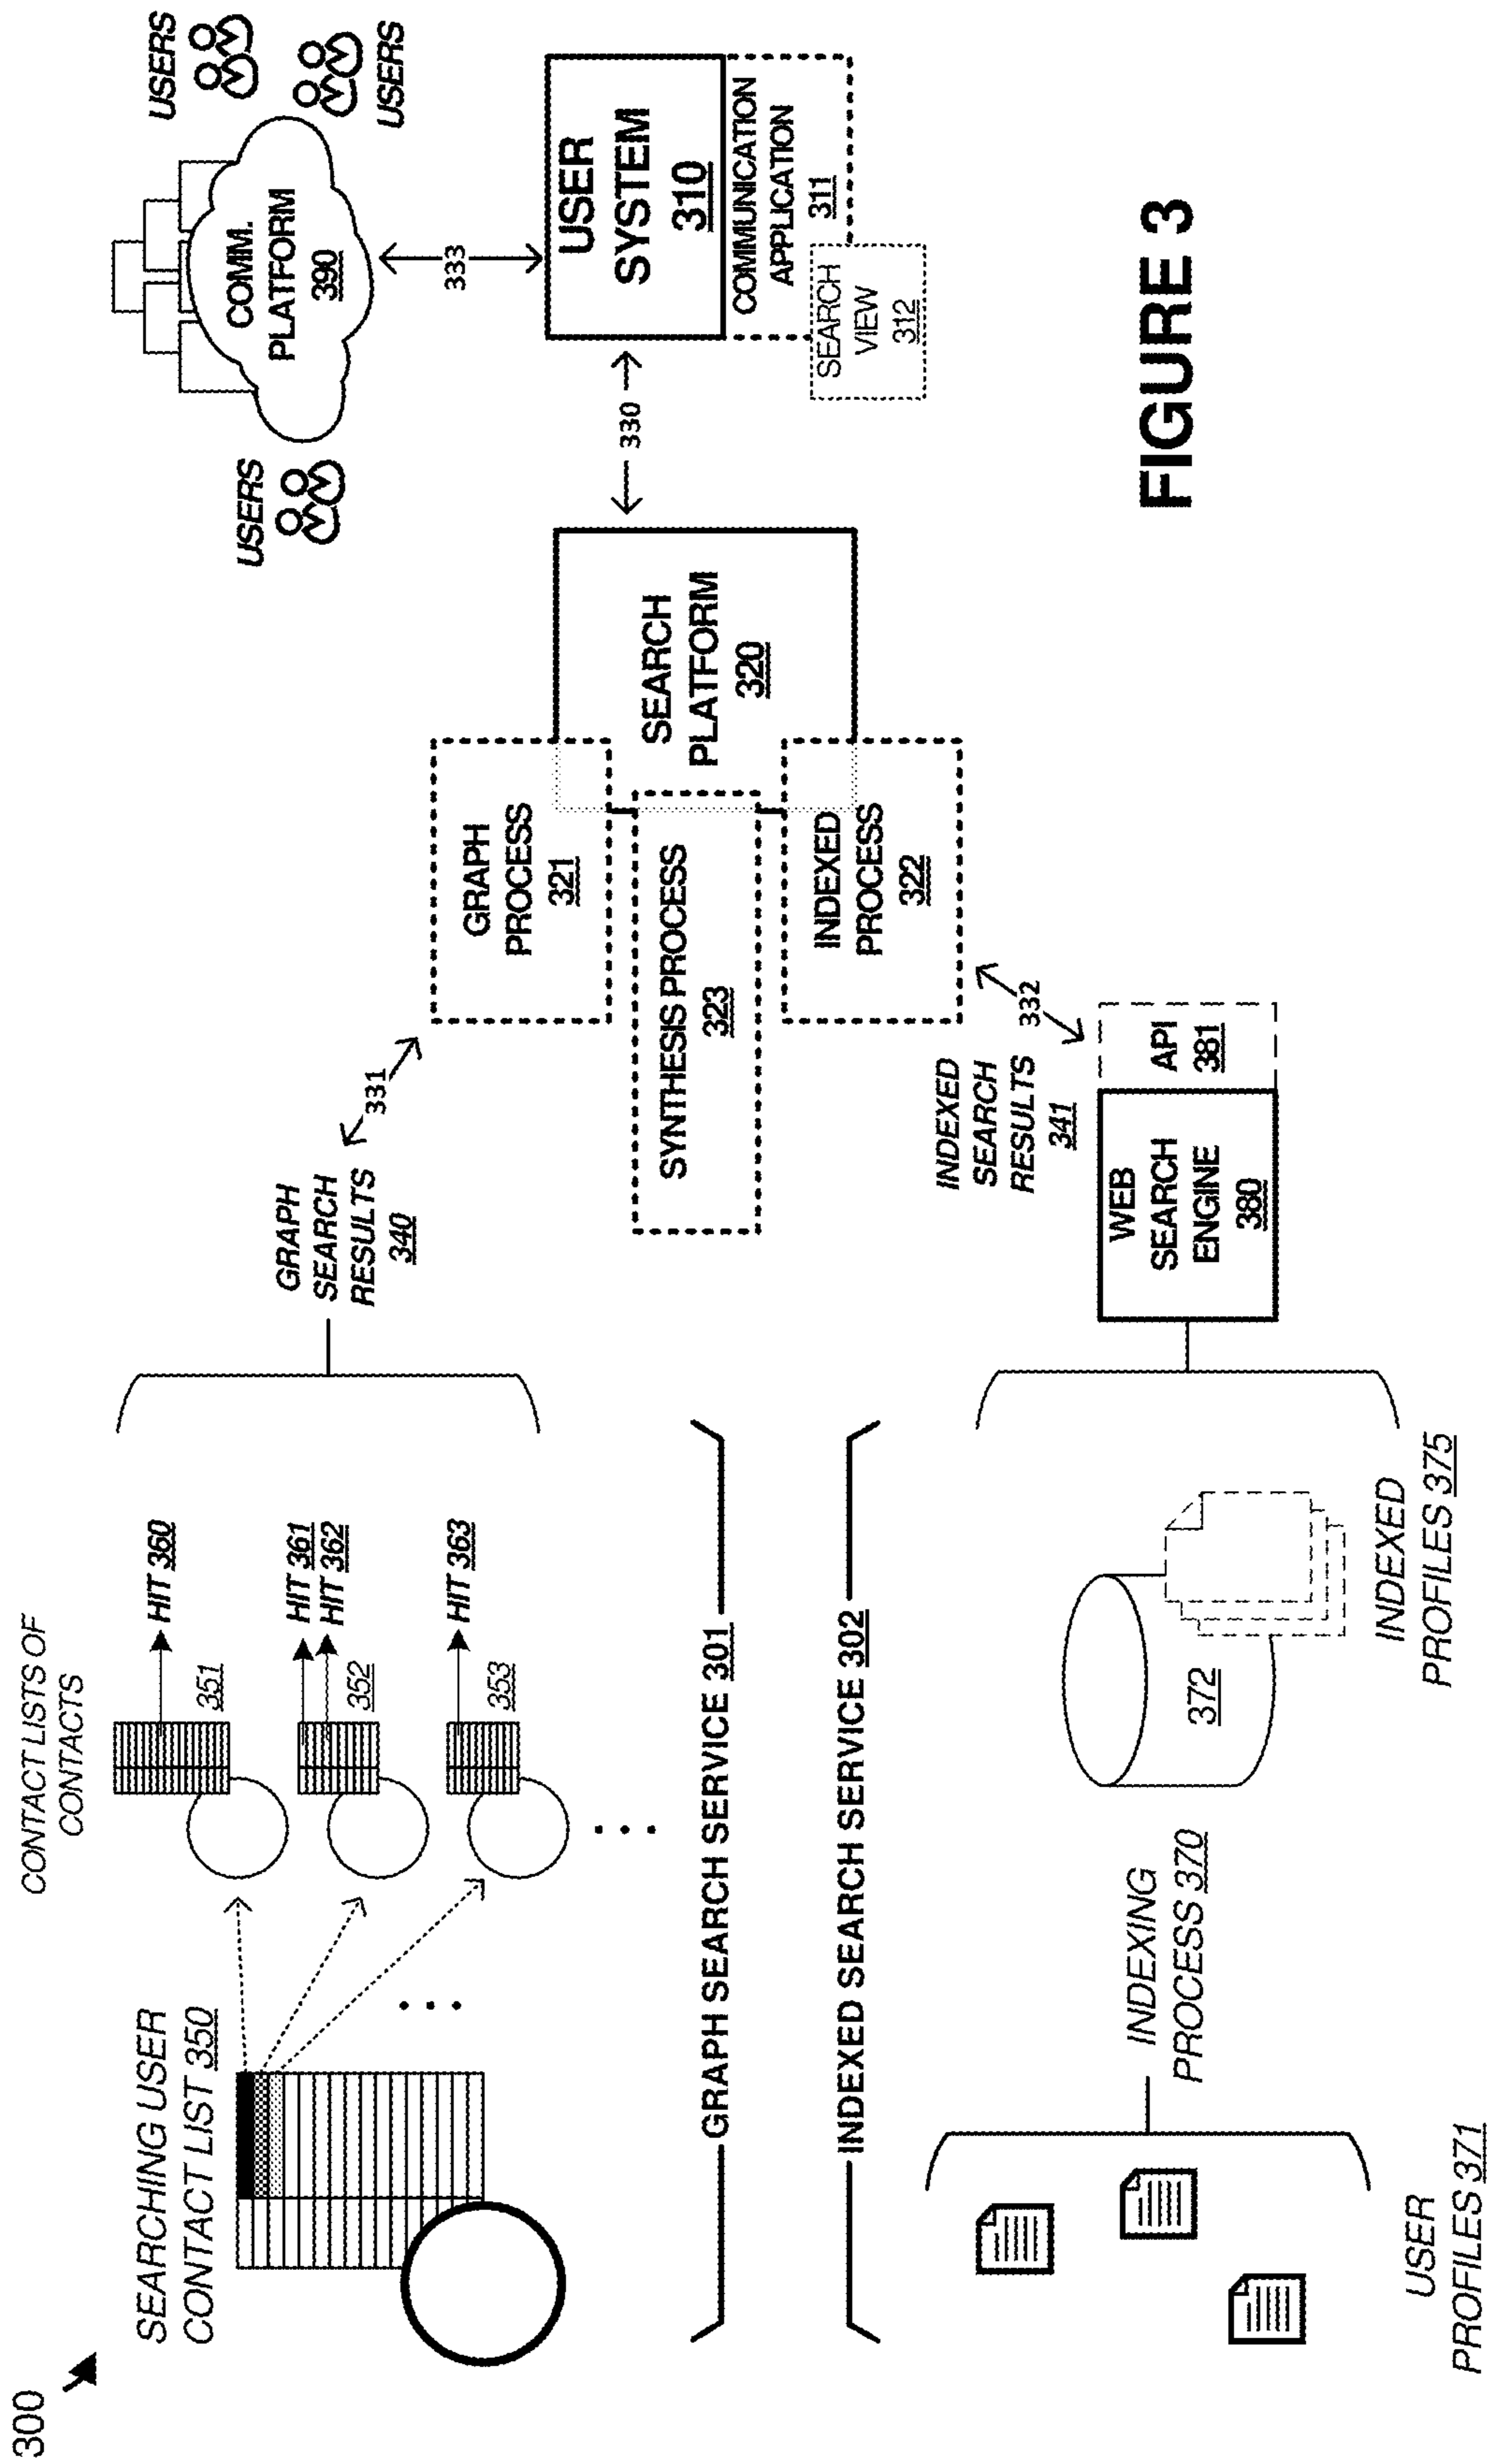 300
SEARCHING USER
CONTACT LIST 350
CONTACT LISTS OF
CONTACTS
351
HIT 360
352
HIT 361
HIT 362
353
HIT 363
GRAPH
SEARCH
RESULTS
340
331
GRAPH SEARCH SERVICE 301
INDEXED SEARCH SERVICE 302
USER
PROFILES 371
INDEXING
PROCESS 370
372
INDEXED
PROFILES 375
WEB
SEARCH
ENGINE
380
API
381
INDEXED
SEARCH
RESULTS
341
332
GRAPH
PROCESS
321
SYNTHESIS PROCESS
323
INDEXED
PROCESS
322
SEARCH
PLATFORM
320
330
USERS
COMM.
PLATFORM
390
USERS
USERS
333
USER
SYSTEM
310
COMMUNICATION
APPLICATION
311
SEARCH
VIEW
312
FIGURE 3